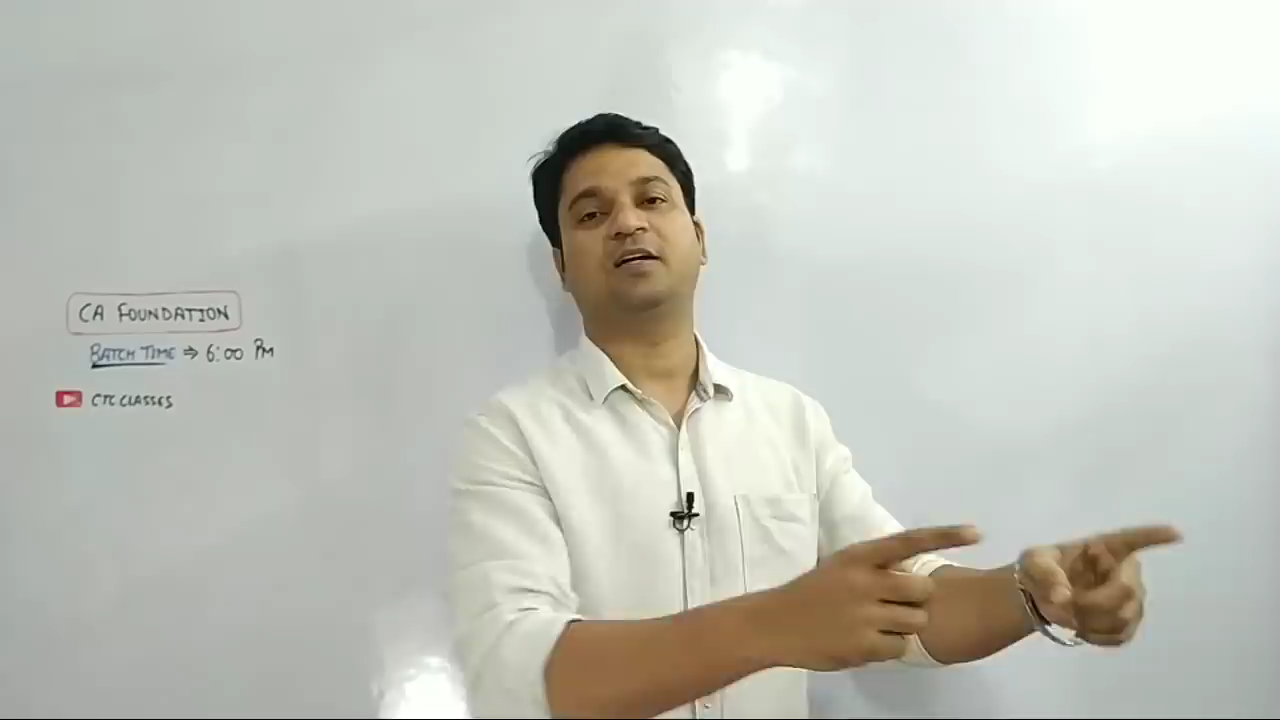 CA FOUNDATION
BATCH TIME ⇒ 6:00 PM
CTC CLASSES